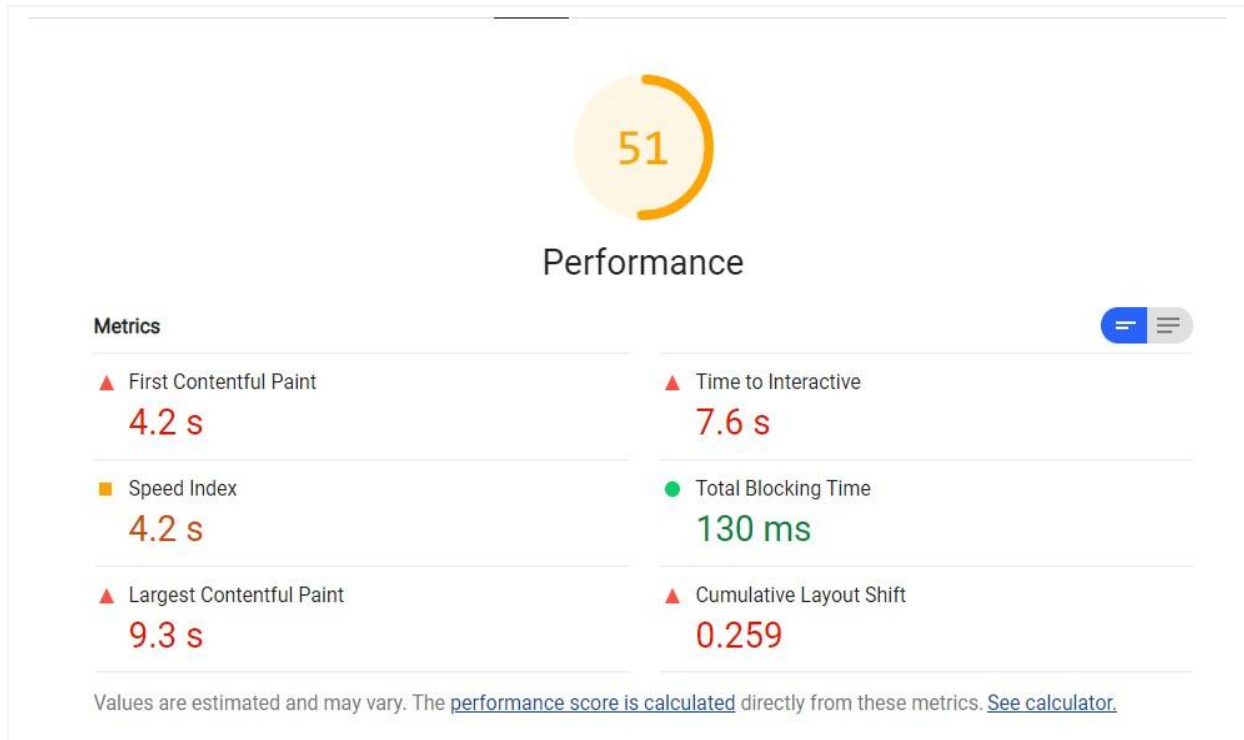 51
Performance
Metrics
First Contentful Paint
4.2 s
Time to Interactive
7.6 s
Speed Index
4.2 s
Total Blocking Time
130 ms
Largest Contentful Paint
9.3 s
Cumulative Layout Shift
0.259
Values are estimated and may vary. The performance score is calculated directly from these metrics. See calculator.